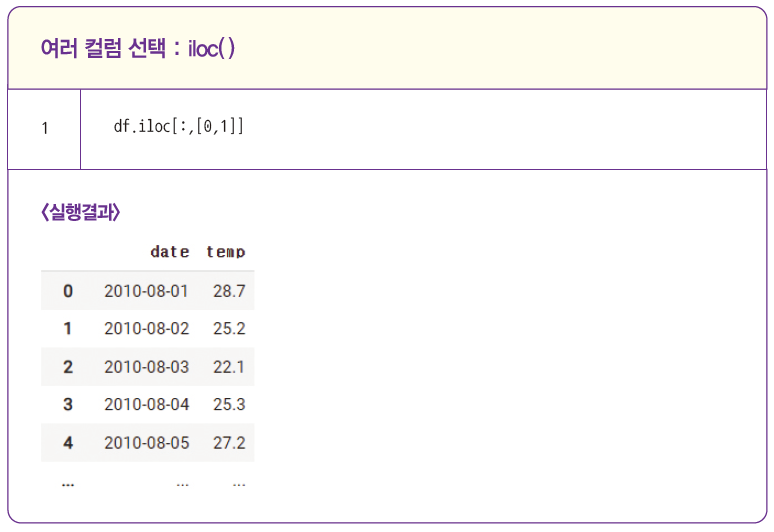 여러 컬럼 선택 : iloc()
1 df.iloc[:,[0,1]]
<실행결과>
date temp
0 2010-08-01 28.7
1 2010-08-02 25.2
2 2010-08-03 22.1
3 2010-08-04 25.3
4 2010-08-05 27.2
... ... ...